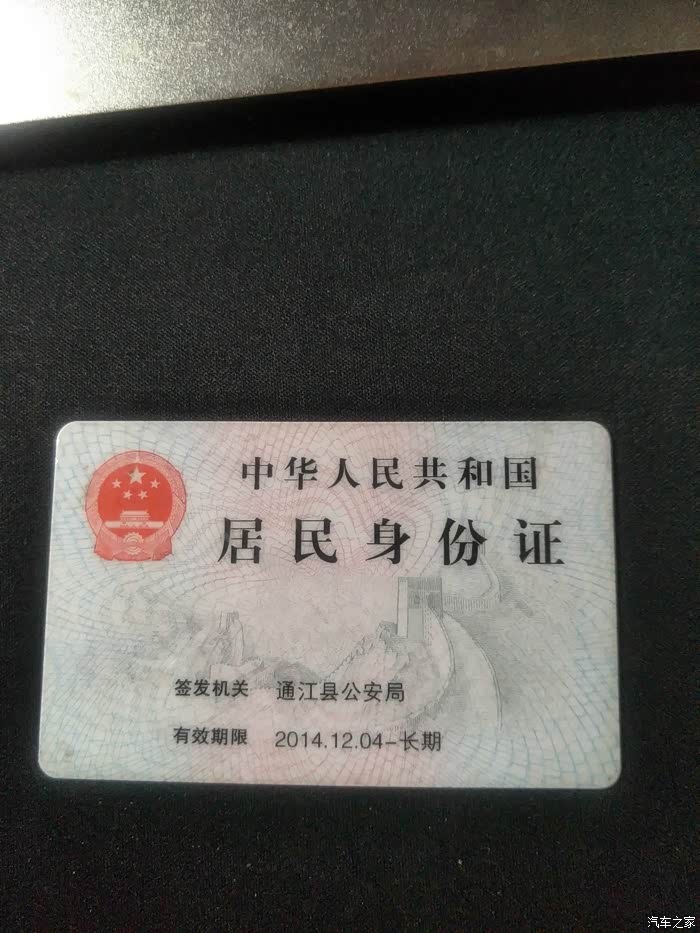 中华人民共和国
居民身份证
签发机关 通江县公安局
有效期限 2014.12.04-长期
汽车之家